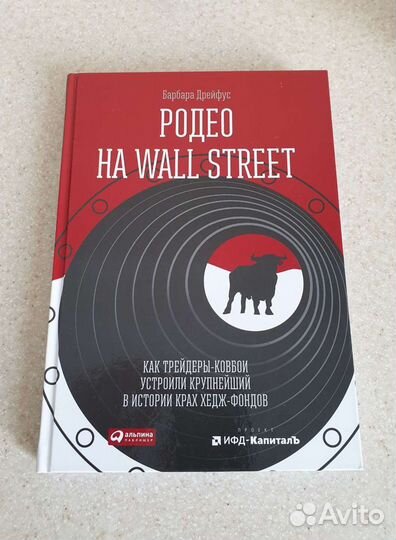 Барбара Дрейфус
РОДЕО
НА WALL STREET
КАК ТРЕЙДЕРЫ-КОВБОИ
УСТРОИЛИ КРУПНЕЙШИЙ
В ИСТОРИИ КРАХ ХЕДЖ-ФОНДОВ
АЛЬПИНА
ПАБЛИШЕР
ПРОЕКТ
ИФД-КапиталЪ
Avito